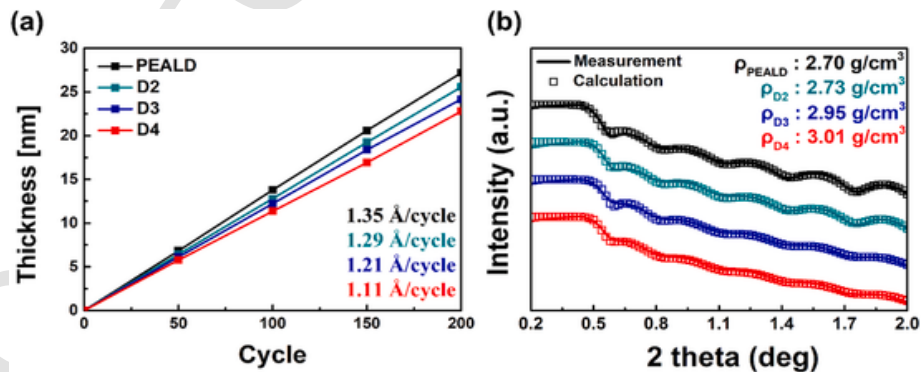 (a)
30
25
20
15
10
5
0
Thickness [nm]
PEALD
D2
D3
D4
1.35 Å/cycle
1.29 Å/cycle
1.21 Å/cycle
1.11 Å/cycle
0 50 100 150 200
Cycle
(b)
Intensity (a.u.)
Measurement
Calculation
ρPEALD : 2.70 g/cm³
ρD2 : 2.73 g/cm³
ρD3 : 2.95 g/cm³
ρD4 : 3.01 g/cm³
0.2 0.5 0.8 1.1 1.4 1.7 2.0
2 theta (deg)